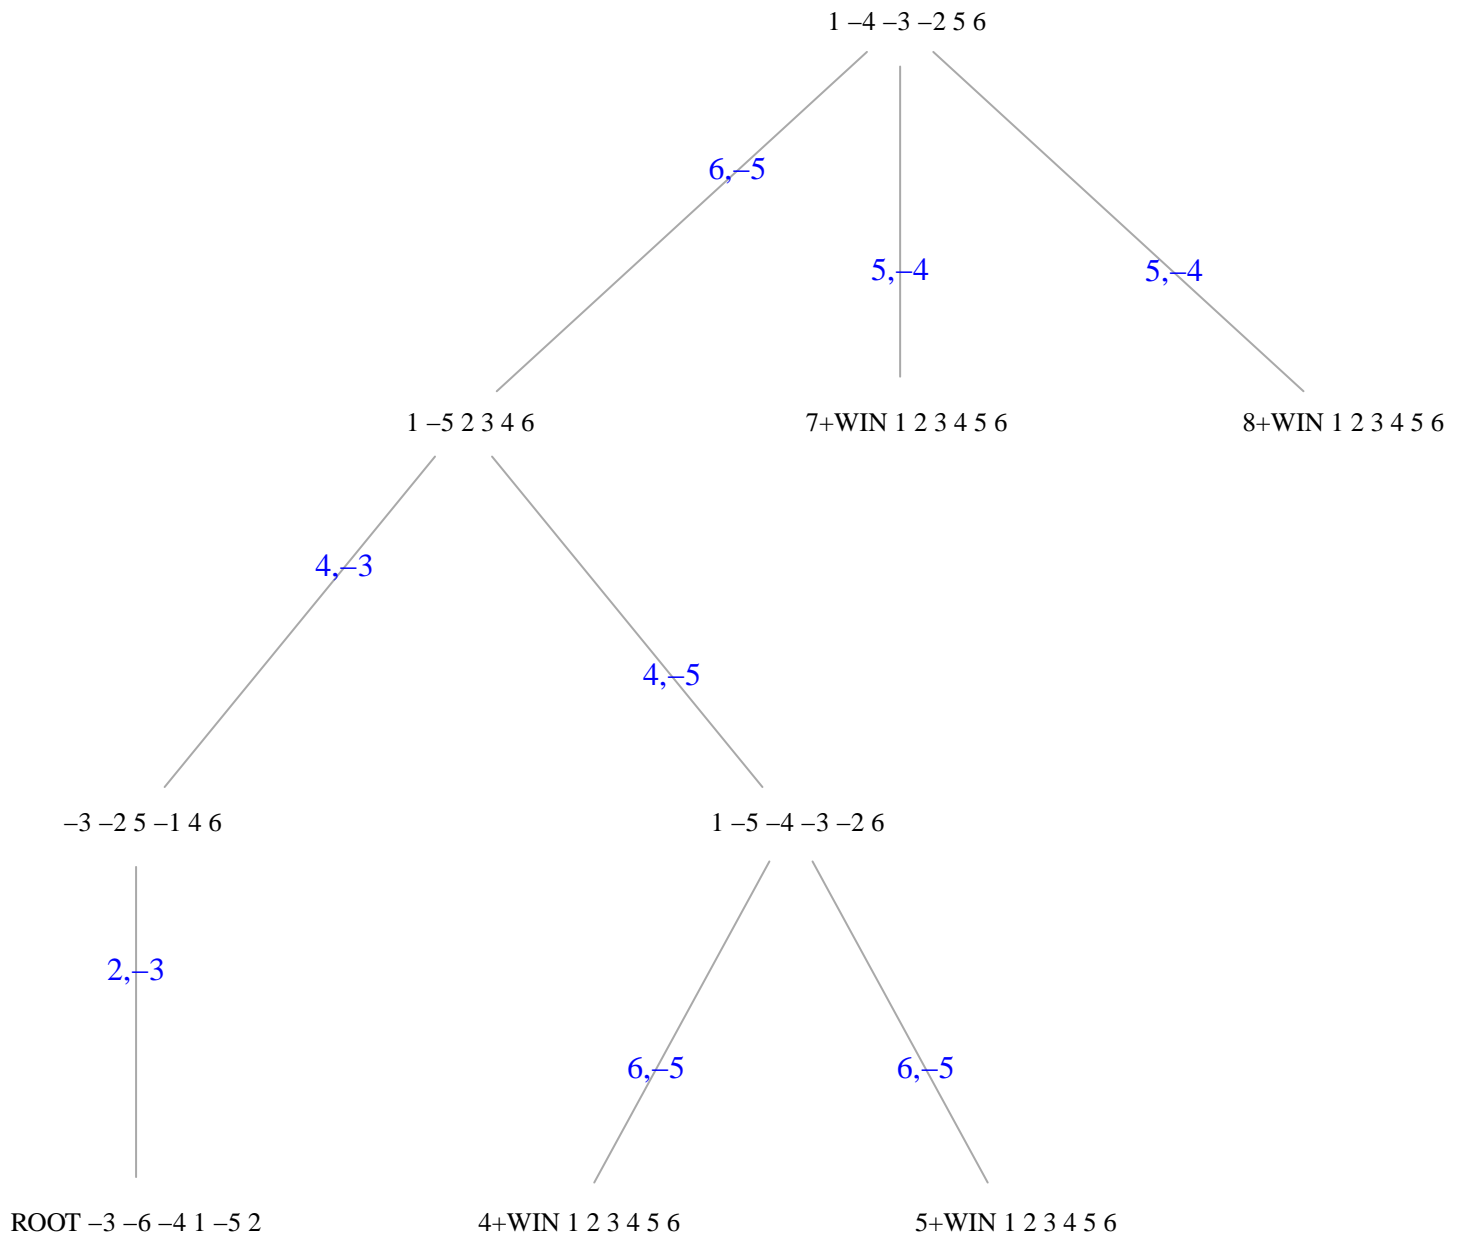 1 –4 –3 –2 5 6
6,–5
5,–4
5,–4
1 –5 2 3 4 6
7+WIN 1 2 3 4 5 6
8+WIN 1 2 3 4 5 6
4,–3
4,–5
–3 –2 5 –1 4 6
1 –5 –4 –3 –2 6
2,–3
6,–5
6,–5
ROOT –3 –6 –4 1 –5 2
4+WIN 1 2 3 4 5 6
5+WIN 1 2 3 4 5 6